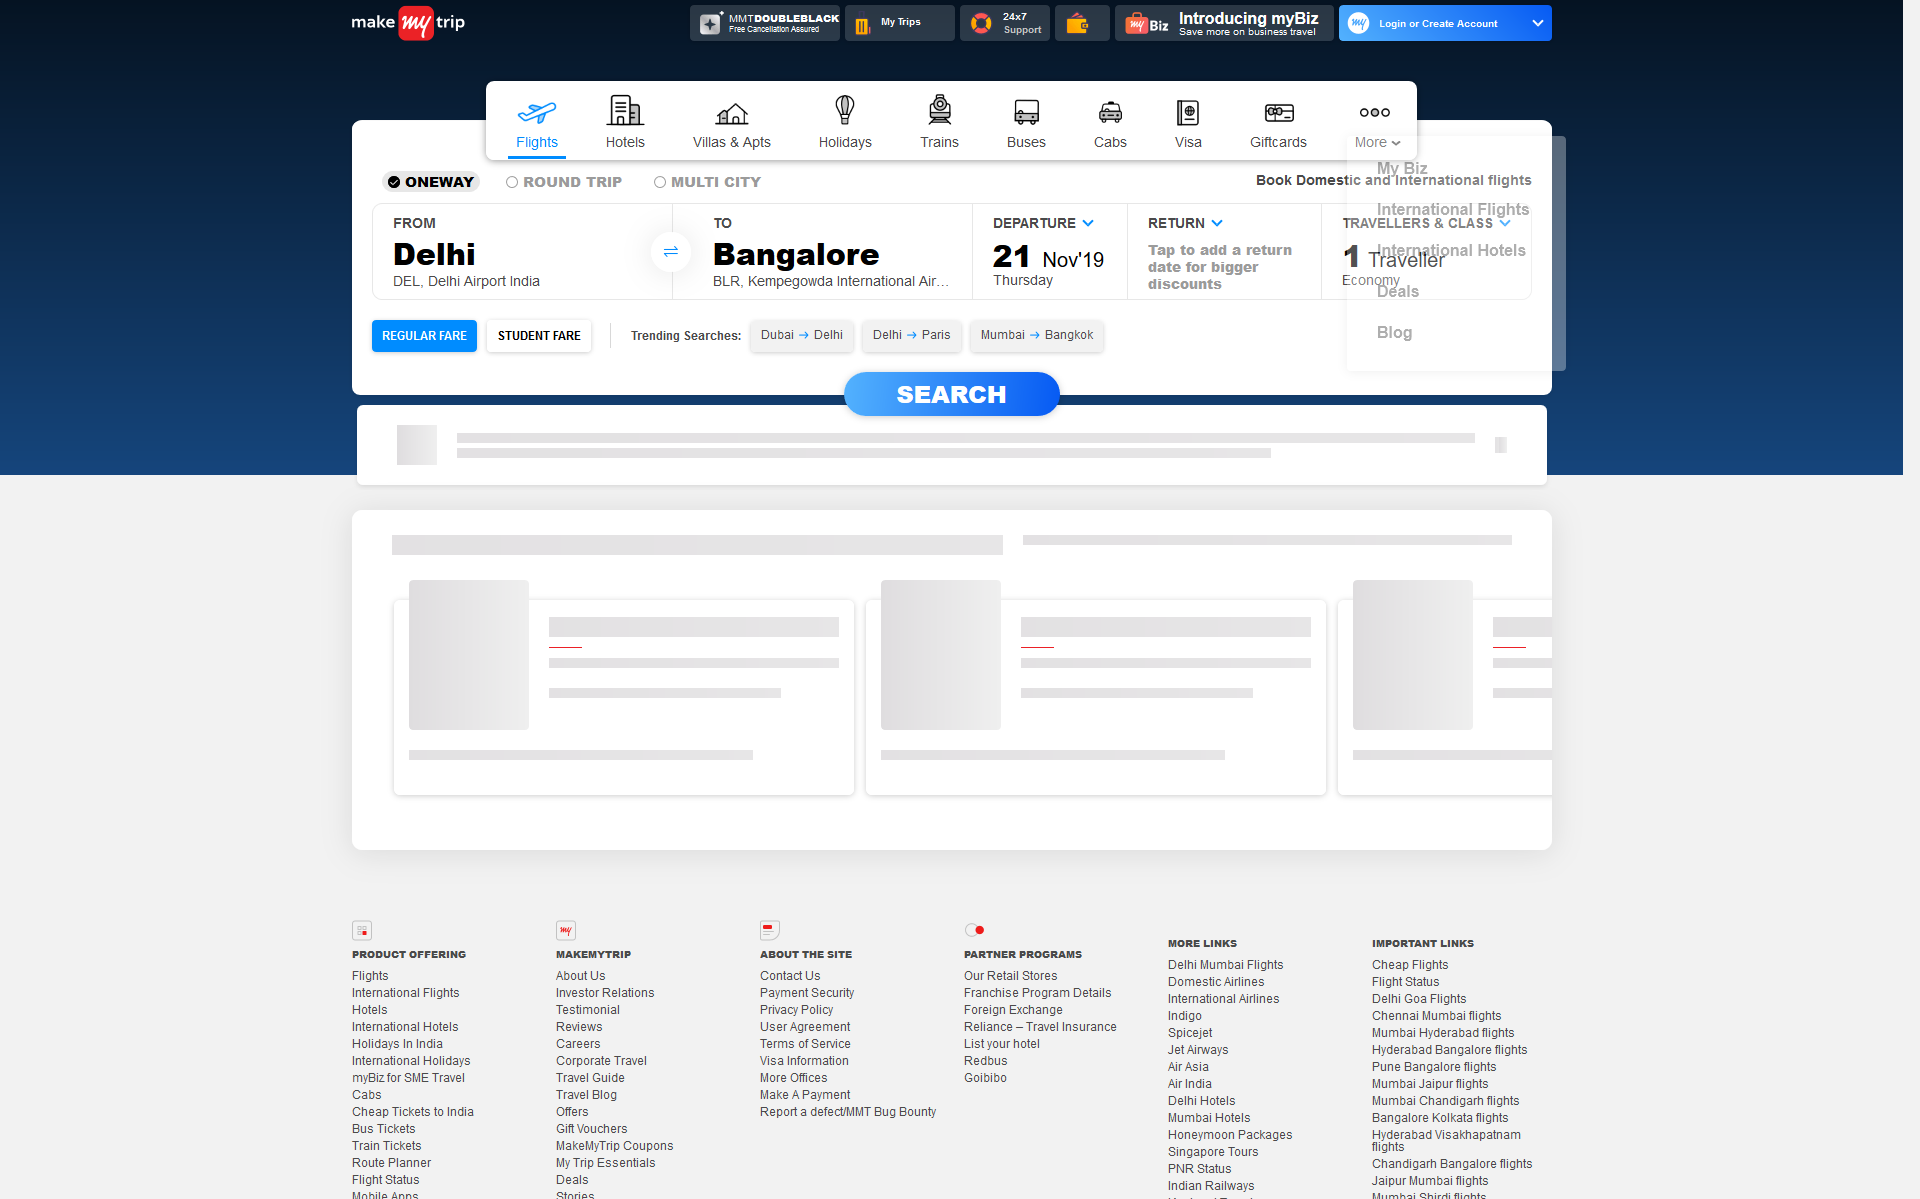 make my trip
MMTDOUBLEBLACK
Free Cancellation Assured
My Trips
24x7
Support
my Biz
Introducing myBiz
Save more on business travel
my
Login or Create Account
Flights
Hotels
Villas & Apts
Holidays
Trains
Buses
Cabs
Visa
Giftcards
More
My Biz
International Flights
International Hotels
Deals
Blog
ONEWAY
ROUND TRIP
MULTI CITY
Book Domestic and International flights
FROM
Delhi
DEL, Delhi Airport India
TO
Bangalore
BLR, Kempegowda International Air...
DEPARTURE
21 Nov'19
Thursday
RETURN
Tap to add a return
date for bigger
discounts
TRAVELLERS & CLASS
1 Traveller
Economy
REGULAR FARE
STUDENT FARE
Trending Searches:
Dubai → Delhi
Delhi → Paris
Mumbai → Bangkok
SEARCH
PRODUCT OFFERING
Flights
International Flights
Hotels
International Hotels
Holidays In India
International Holidays
myBiz for SME Travel
Cabs
Cheap Tickets to India
Bus Tickets
Train Tickets
Route Planner
Flight Status
Mobile Apps
my
MAKEMYTRIP
About Us
Investor Relations
Testimonial
Reviews
Careers
Corporate Travel
Travel Guide
Travel Blog
Offers
Gift Vouchers
MakeMyTrip Coupons
My Trip Essentials
Deals
Stories
ABOUT THE SITE
Contact Us
Payment Security
Privacy Policy
User Agreement
Terms of Service
Visa Information
More Offices
Make A Payment
Report a defect/MMT Bug Bounty
PARTNER PROGRAMS
Our Retail Stores
Franchise Program Details
Foreign Exchange
Reliance – Travel Insurance
List your hotel
Redbus
Goibibo
MORE LINKS
Delhi Mumbai Flights
Domestic Airlines
International Airlines
Indigo
Spicejet
Jet Airways
Air Asia
Air India
Delhi Hotels
Mumbai Hotels
Honeymoon Packages
Singapore Tours
PNR Status
Indian Railways
IMPORTANT LINKS
Cheap Flights
Flight Status
Delhi Goa Flights
Chennai Mumbai flights
Mumbai Hyderabad flights
Hyderabad Bangalore flights
Pune Bangalore flights
Mumbai Jaipur flights
Mumbai Chandigarh flights
Bangalore Kolkata flights
Hyderabad Visakhapatnam
flights
Chandigarh Bangalore flights
Jaipur Mumbai flights
Mumbai Shirdi flights